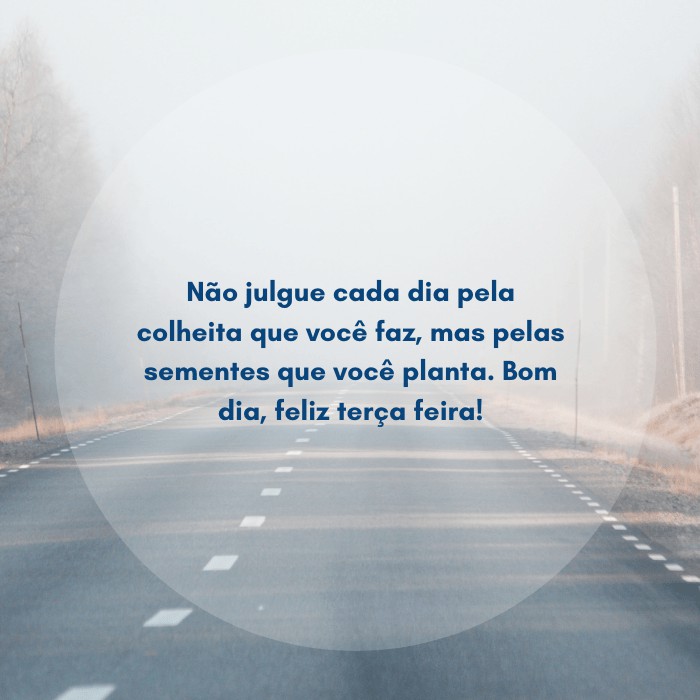 Não julgue cada dia pela
colheita que você faz, mas pelas
sementes que você planta. Bom
dia, feliz terça feira!